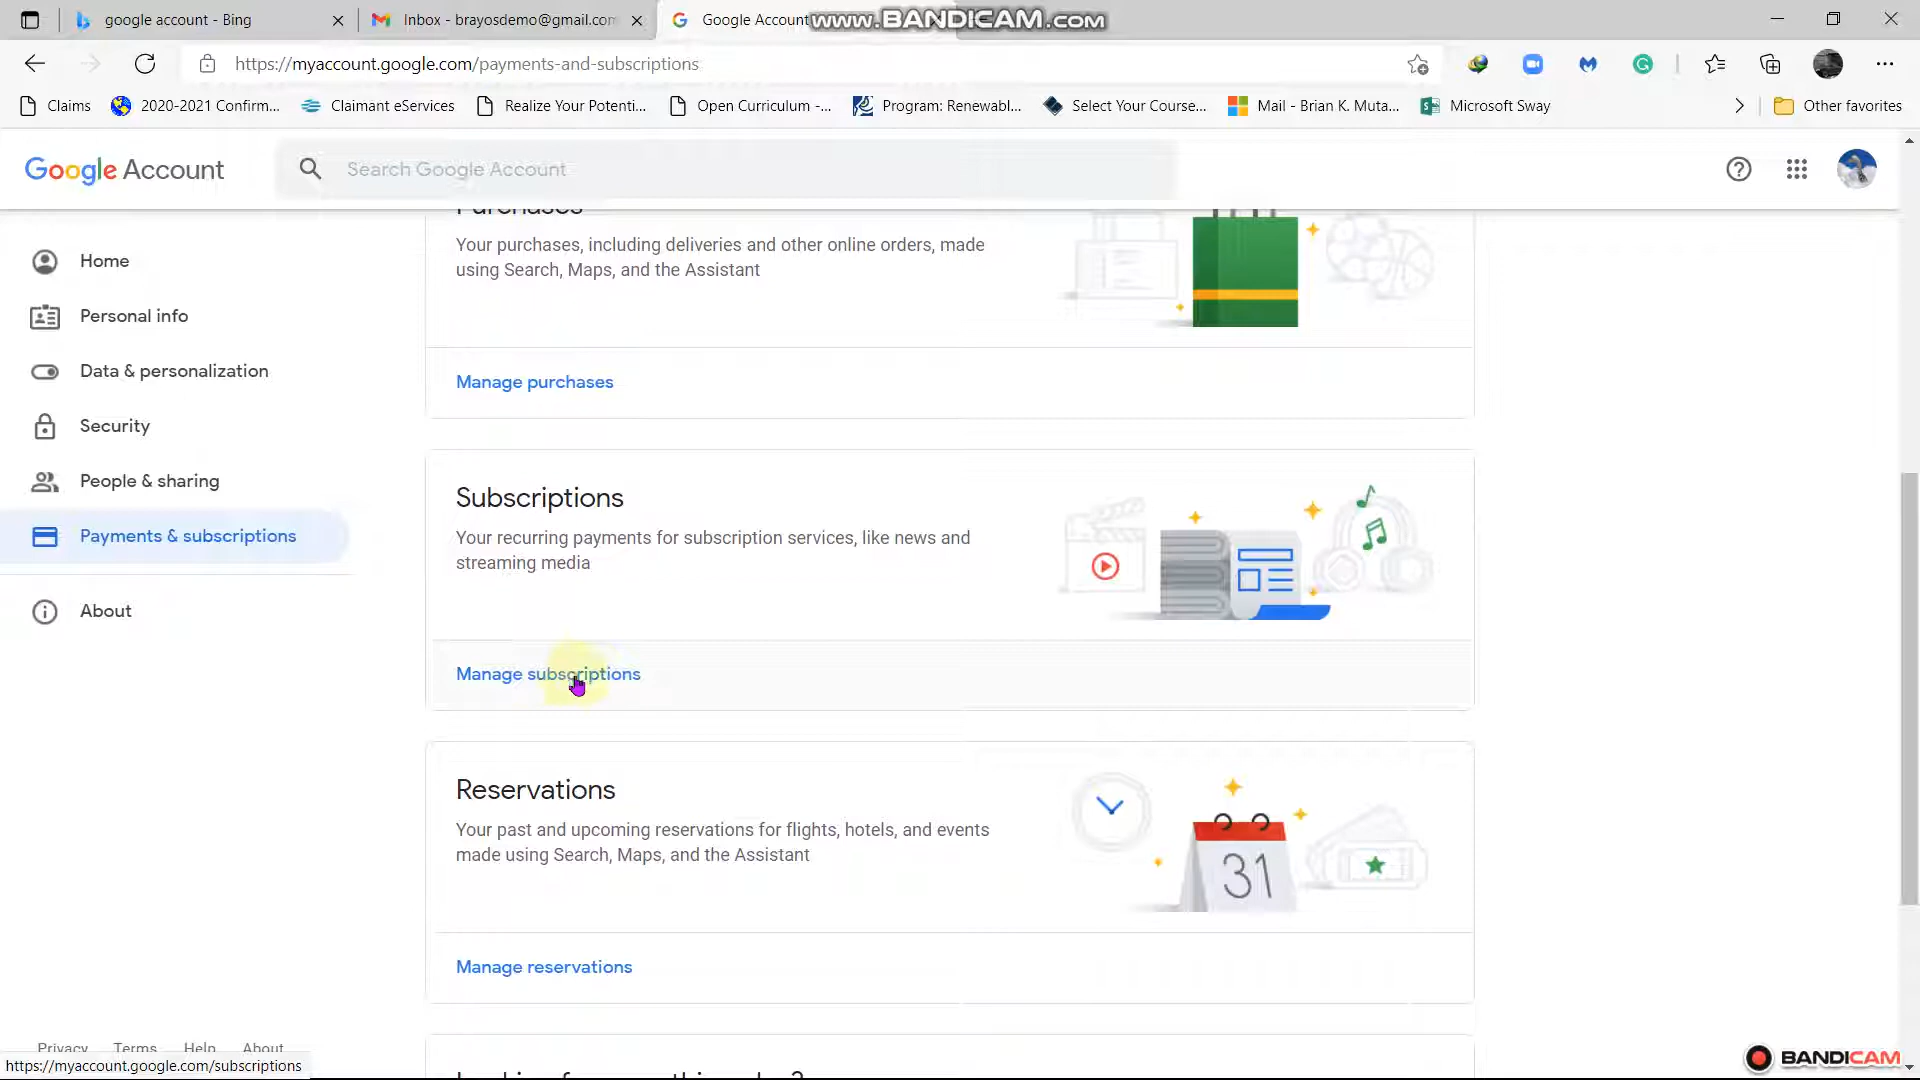 google account - Bing
Inbox - brayosdemo@gmail.com
Google Account
www.BANDICAM.com
https://myaccount.google.com/payments-and-subscriptions
Claims
2020-2021 Confirm...
Claimant eServices
Realize Your Potenti...
Open Curriculum -...
Program: Renewabl...
Select Your Course...
Mail - Brian K. Muta...
Microsoft Sway
Other favorites
Google Account
Search Google Account
Home
Personal info
Data & personalization
Security
People & sharing
Payments & subscriptions
About
Purchases
Your purchases, including deliveries and other online orders, made
using Search, Maps, and the Assistant
Manage purchases
Subscriptions
Your recurring payments for subscription services, like news and
streaming media
Manage subscriptions
Reservations
Your past and upcoming reservations for flights, hotels, and events
made using Search, Maps, and the Assistant
31
Manage reservations
Privacy Terms Help About
https://myaccount.google.com/subscriptions
BANDICAM